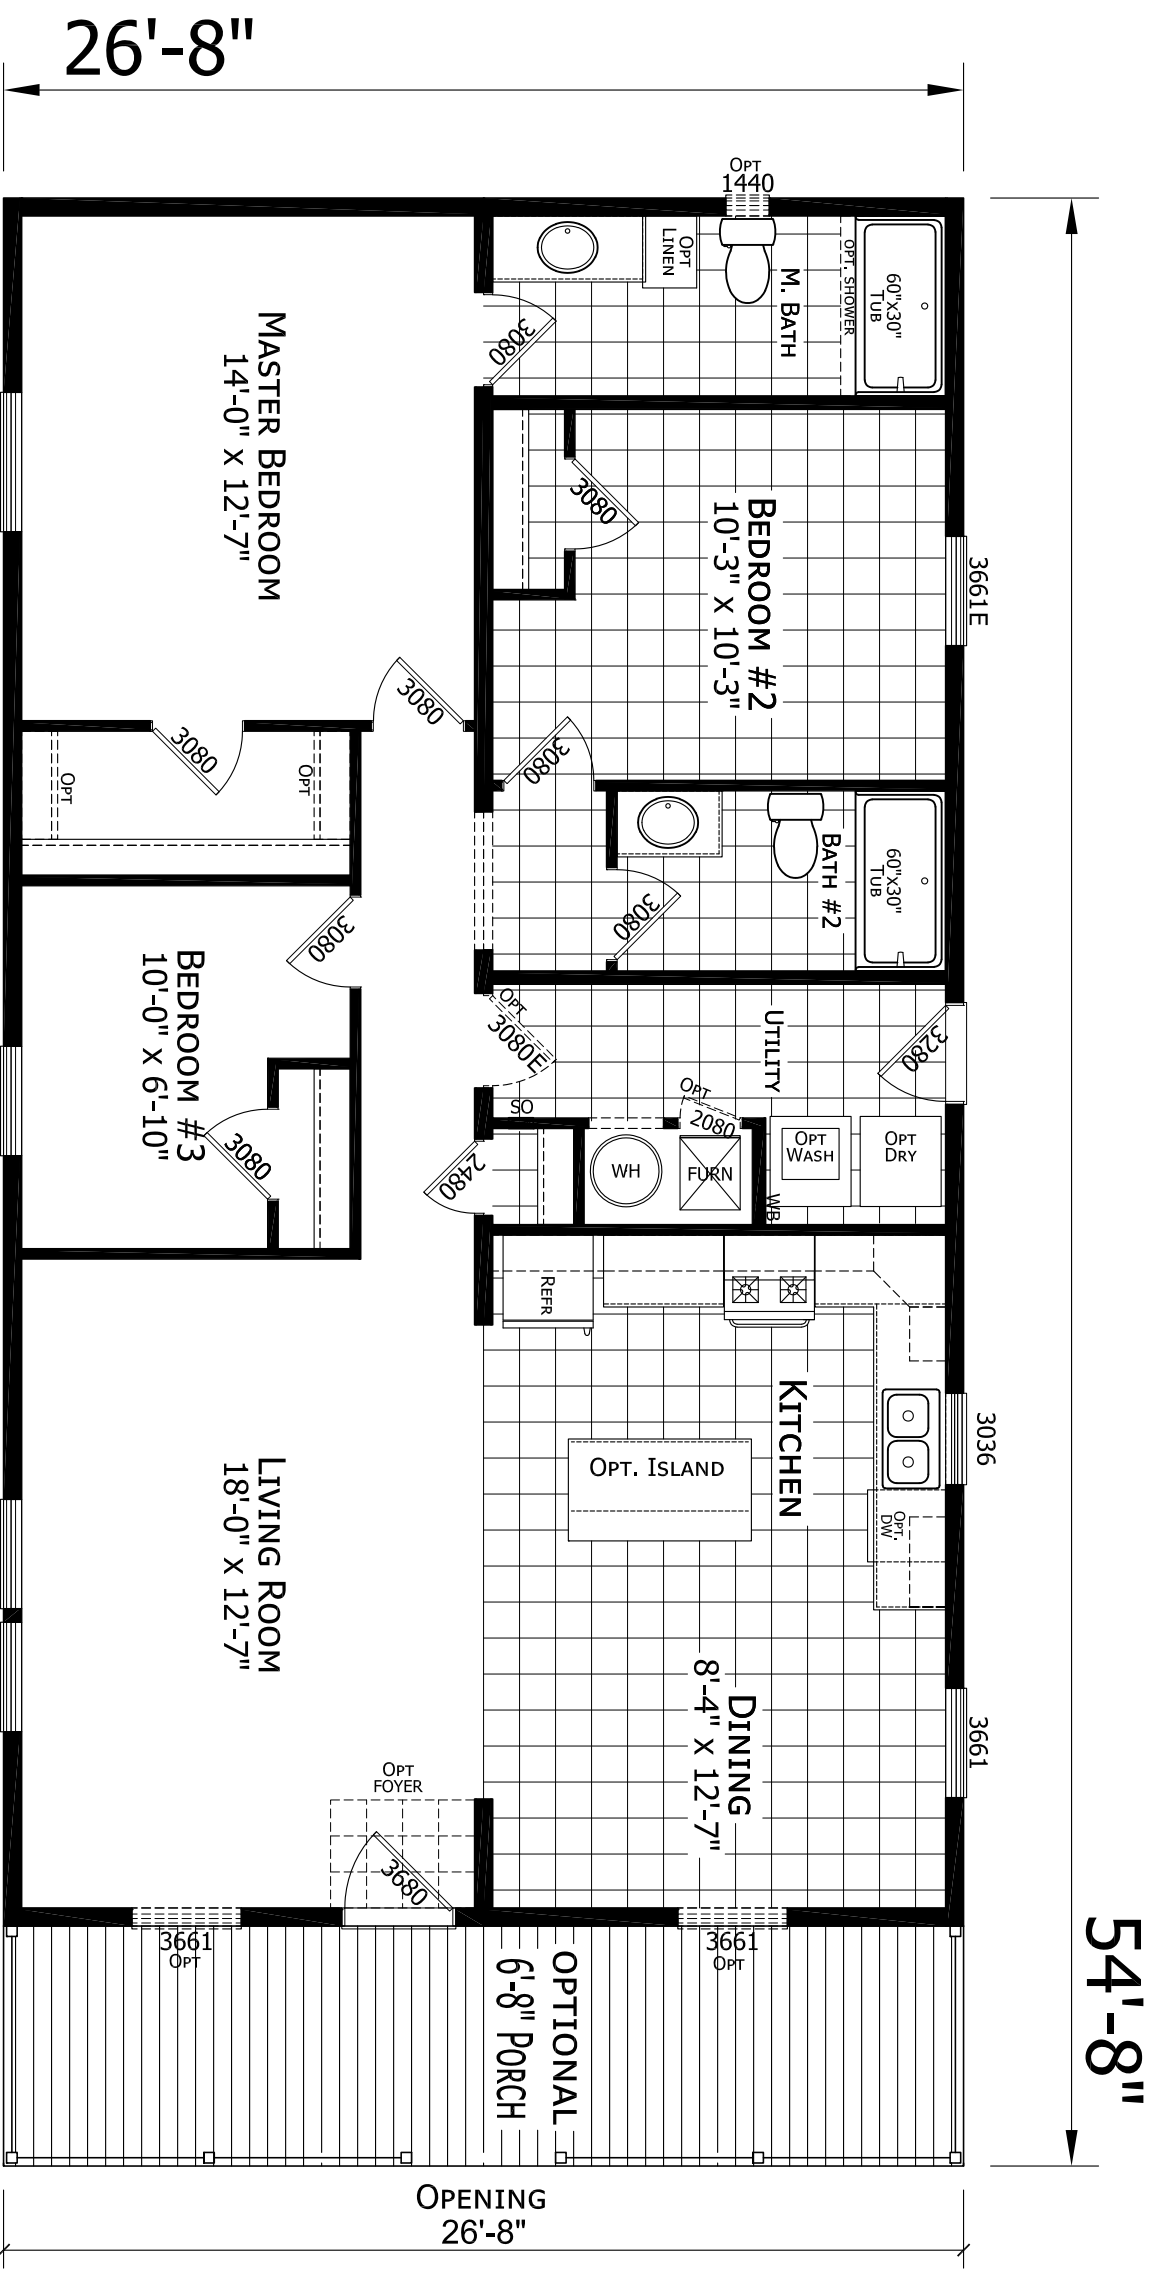 26'-8"
OPT
1440
OPT
LINEN
M. BATH
OPT. SHOWER
60"x30"
TUB
3080
MASTER BEDROOM
14'-0" x 12'-7"
3080
BEDROOM #2
10'-3" x 10'-3"
3661E
3080
3080
OPT
OPT
3080
60"x30"
TUB
BATH #2
3080
3080
BEDROOM #3
10'-0" x 6'-10"
3080
OPT
3080E
UTILITY
3280
SO
OPT
2080
2480
WH
FURN
OPT
WASH
OPT
DRY
WB
REFR
KITCHEN
OPT. ISLAND
3036
OPT.
DW
LIVING ROOM
18'-0" x 12'-7"
DINING
8'-4" x 12'-7"
3661
OPT
FOYER
3680
3661
OPT
3661
OPT
OPTIONAL
6'-8" PORCH
54'-8"
OPENING
26'-8"